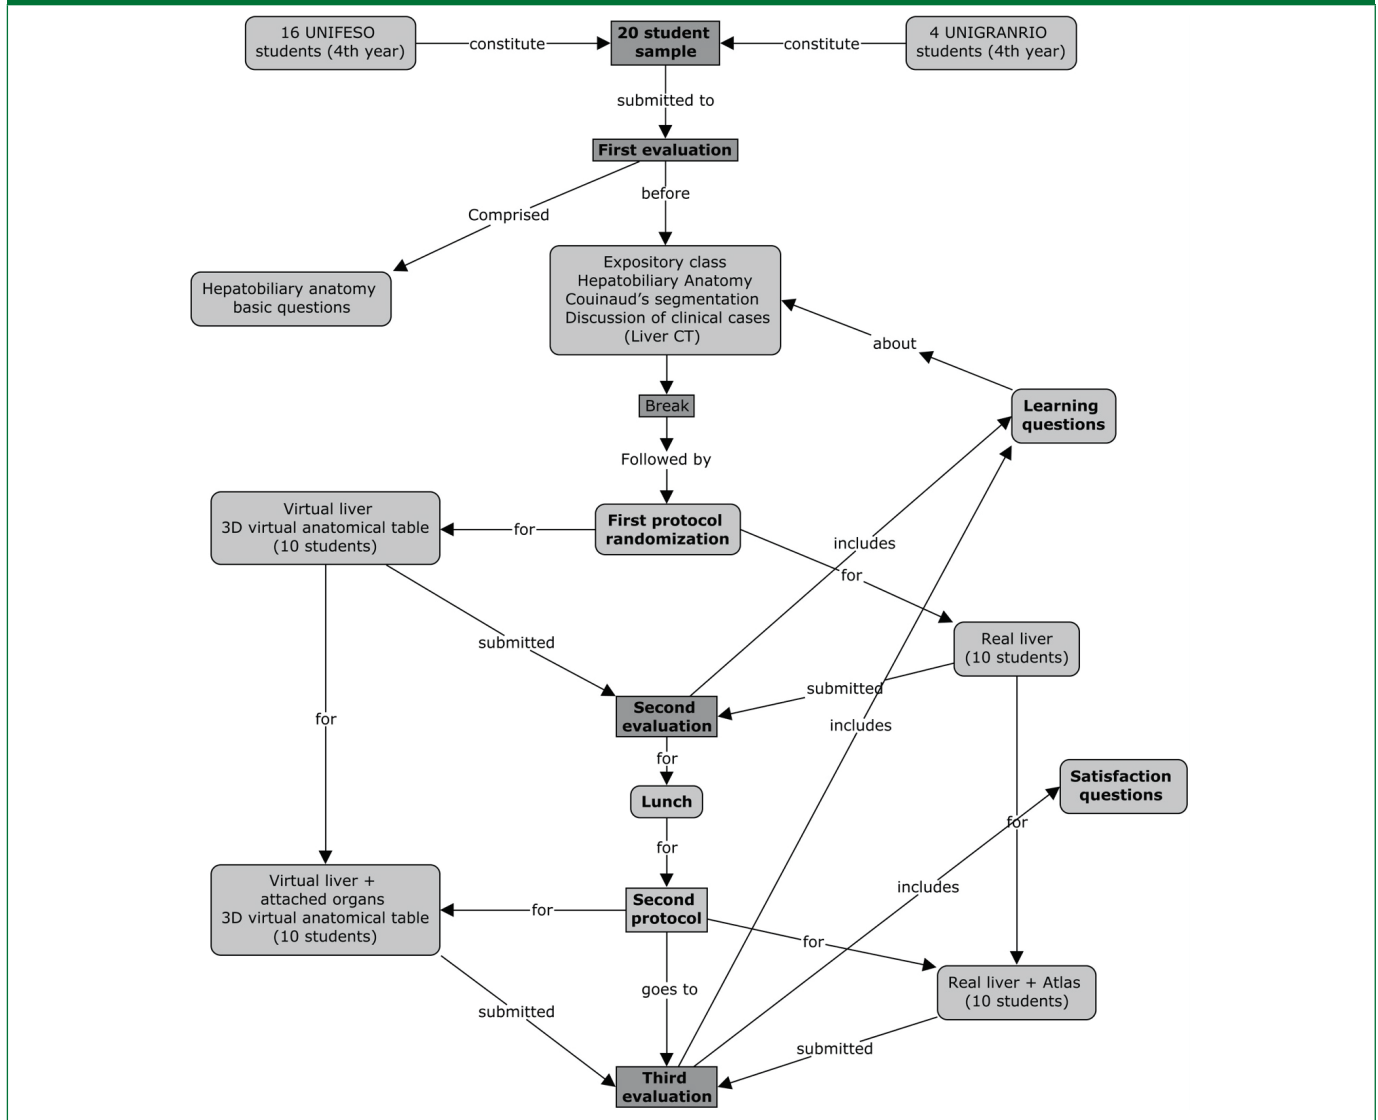 16 UNIFESO
students (4th year)
constitute
20 student
sample
constitute
4 UNIGRANRIO
students (4th year)
submitted to
First evaluation
before
Comprised
Hepatobiliary anatomy
basic questions
Expository class
Hepatobiliary Anatomy
Couinaud's segmentation
Discussion of clinical cases
(Liver CT)
about
Learning
questions
Break
Followed by
First protocol
randomization
for
Virtual liver
3D virtual anatomical table
(10 students)
includes
for
Real liver
(10 students)
submitted
submitted
Second
evaluation
includes
for
for
Lunch
Satisfaction
questions
for
for
Virtual liver +
attached organs
3D virtual anatomical table
(10 students)
for
Second
protocol
includes
for
Real liver + Atlas
(10 students)
goes to
submitted
submitted
Third
evaluation